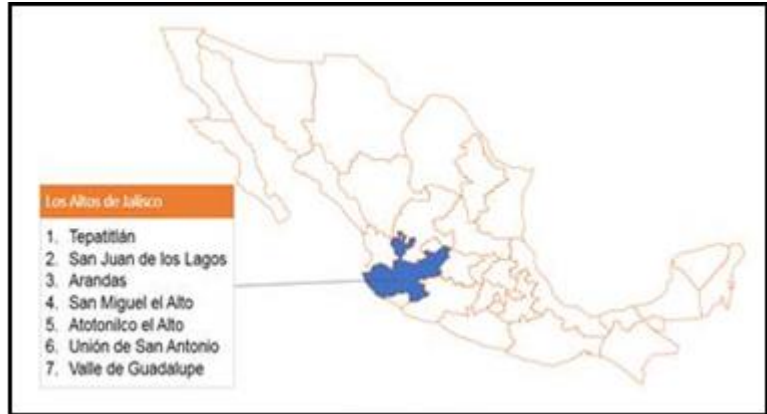 Los Altos de Jalisco
1. Tepatitlán
2. San Juan de los Lagos
3. Arandas
4. San Miguel el Alto
5. Atotonilco el Alto
6. Unión de San Antonio
7. Valle de Guadalupe